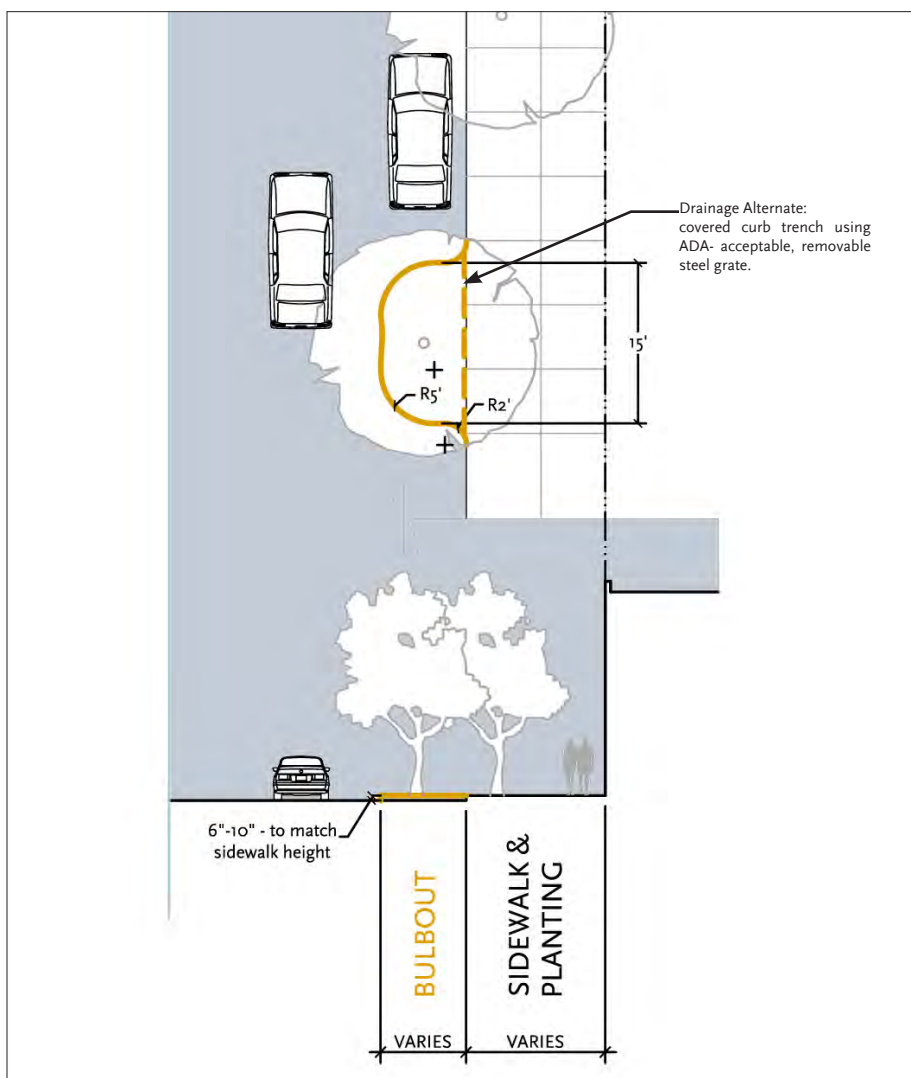 Drainage Alternate:
covered curb trench using
ADA- acceptable, removable
steel grate.
15'
R5'
R2'
6"-10" - to match
sidewalk height
BULBOUT
SIDEWALK &
PLANTING
VARIES
VARIES